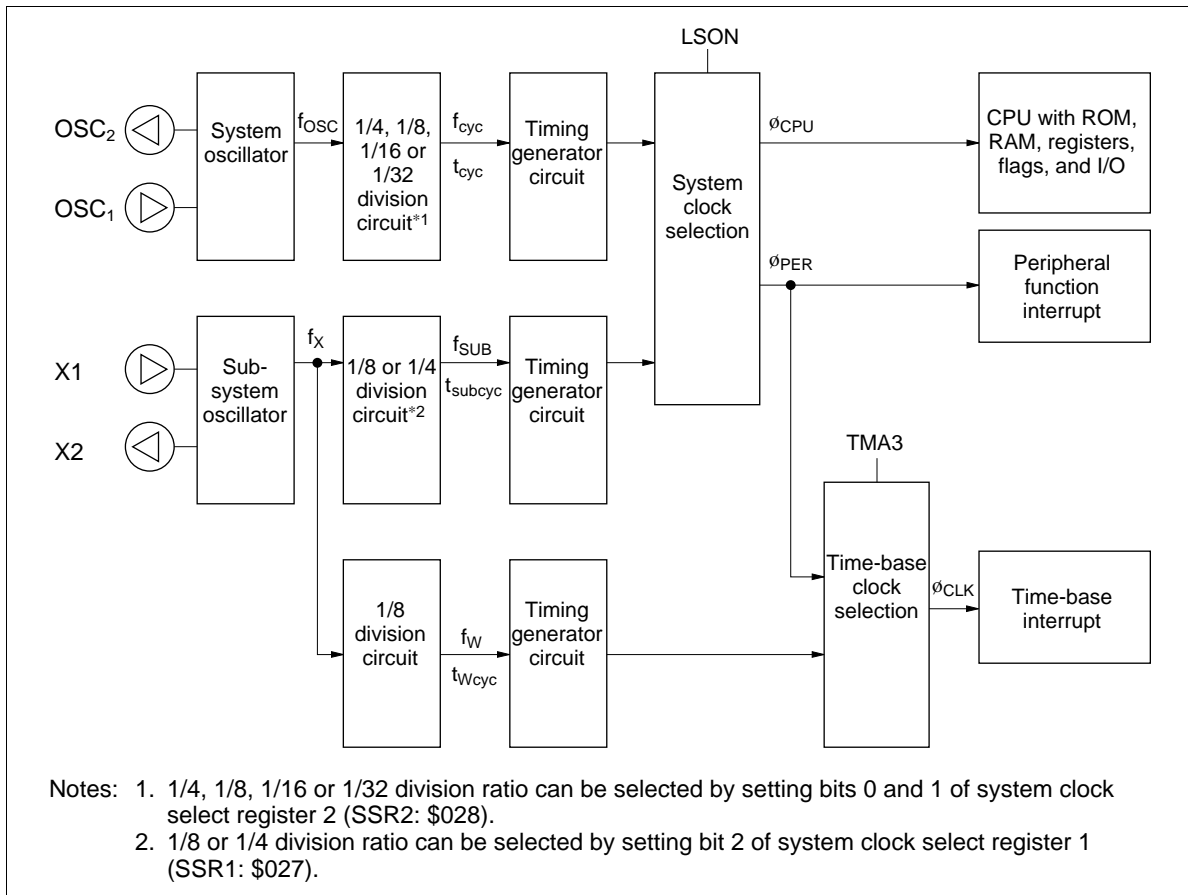 LSON
OSC2
OSC1
System
oscillator
fOSC
1/4, 1/8,
1/16 or
1/32
division
circuit*1
fcyc
tcyc
Timing
generator
circuit
System
clock
selection
øCPU
CPU with ROM,
RAM, registers,
flags, and I/O
øPER
Peripheral
function
interrupt
X1
X2
Sub-
system
oscillator
fX
1/8 or 1/4
division
circuit*2
fSUB
tsubcyc
Timing
generator
circuit
TMA3
1/8
division
circuit
fW
tWcyc
Timing
generator
circuit
Time-base
clock
selection
øCLK
Time-base
interrupt
Notes: 1. 1/4, 1/8, 1/16 or 1/32 division ratio can be selected by setting bits 0 and 1 of system clock
select register 2 (SSR2: $028).
2. 1/8 or 1/4 division ratio can be selected by setting bit 2 of system clock select register 1
(SSR1: $027).